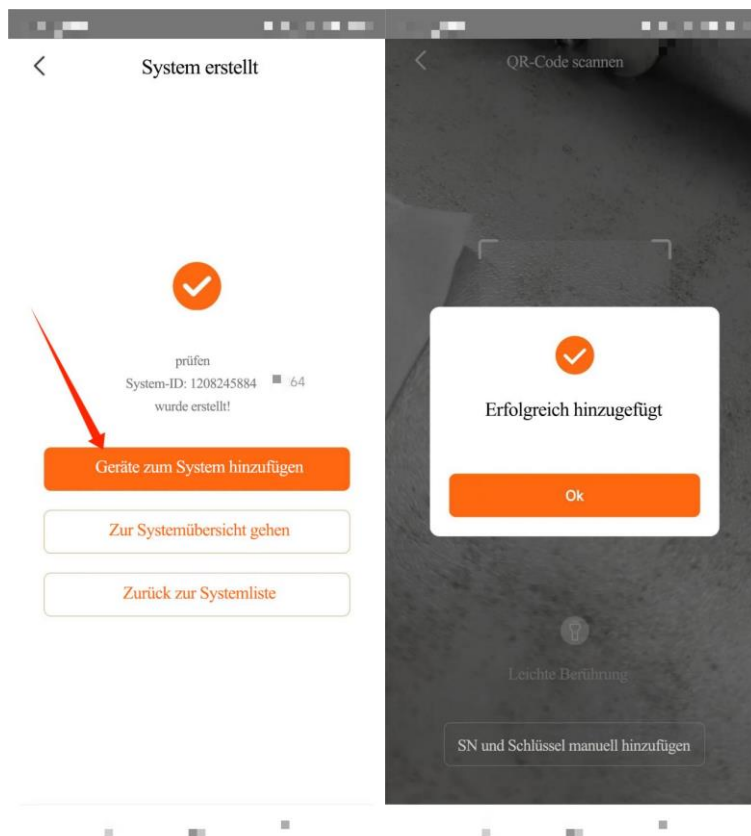 System erstellt
prüfen
System-ID: 1208245884 64
wurde erstellt!
Geräte zum System hinzufügen
Zur Systemübersicht gehen
Zurück zur Systemliste
QR-Code scannen
Erfolgreich hinzugefügt
Ok
Leichte Berührung
SN und Schlüssel manuell hinzufügen